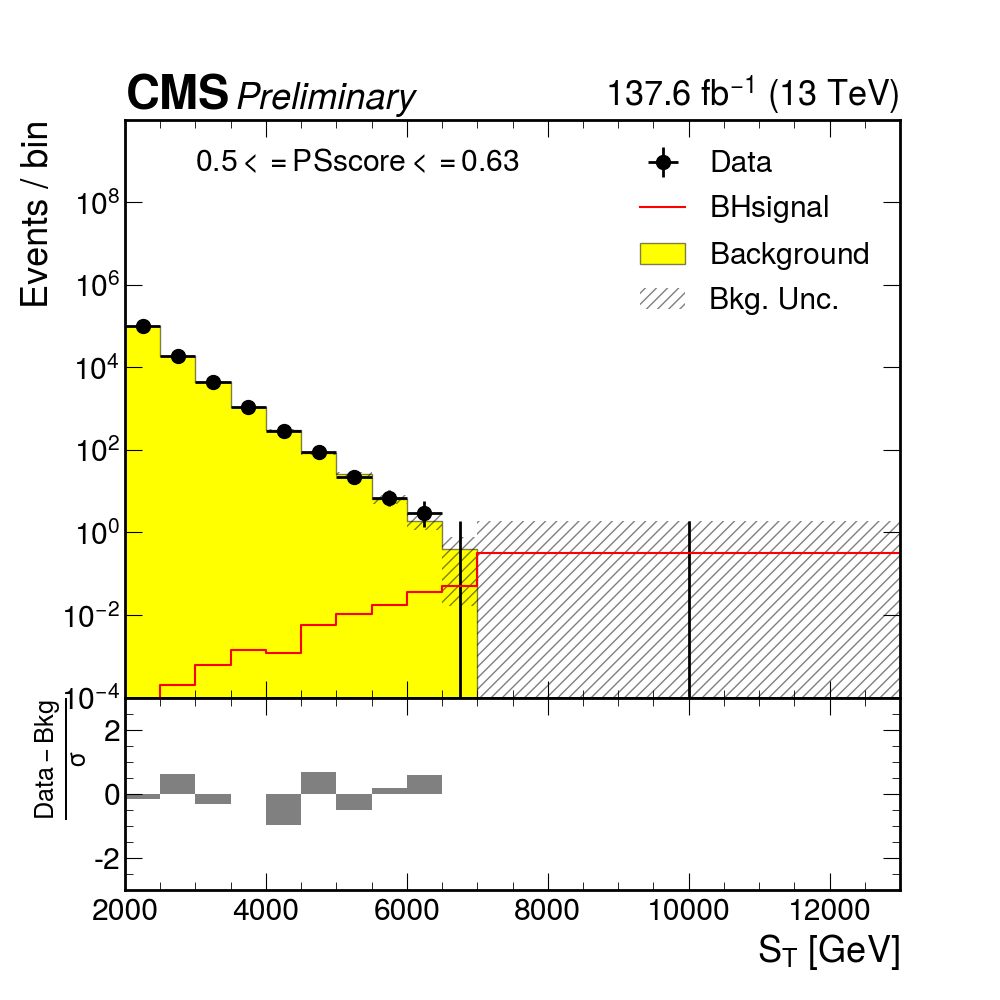 CMS Preliminary 137.6 fb⁻¹ (13 TeV)
Events / bin
0.5 < = PSscore < = 0.63
Data
BHsignal
Background
Bkg. Unc.
10⁸
10⁶
10⁴
10²
10⁰
10⁻²
10⁻⁴
Data – Bkg
σ
2
0
-2
2000 4000 6000 8000 10000 12000
S_T [GeV]